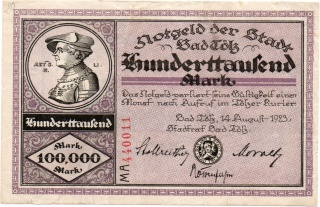 Notgeld der Stadt
Bad Tölz
Hunderttausend
Mark
Das Notgeld verliert seine Gültigkeit einen
Monat nach Aufruf im Tölzer Kurier
Bad Tölz, 14. August 1923.
Stadtrat Bad Tölz
Hunderttausend
Mark
100,000
Mark
MA 440011